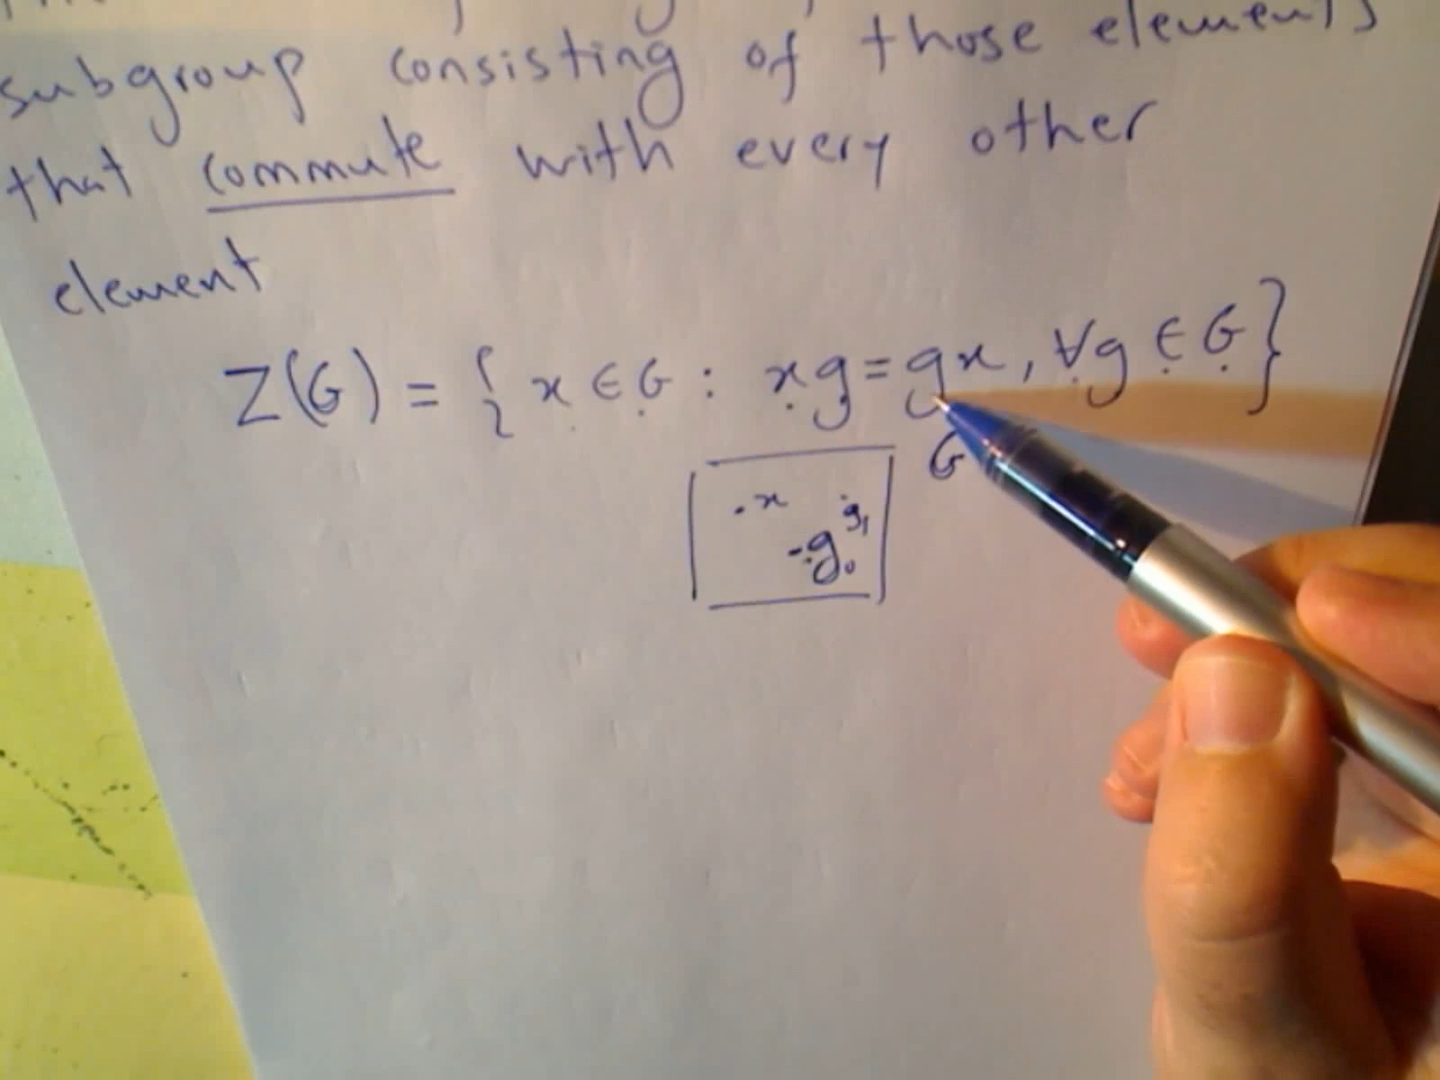 subgroup consisting of those elements
that commute with every other
element
Z(G) = { x ∈ G : xg = gx, ∀g ∈ G }
G
x g₁
g₀